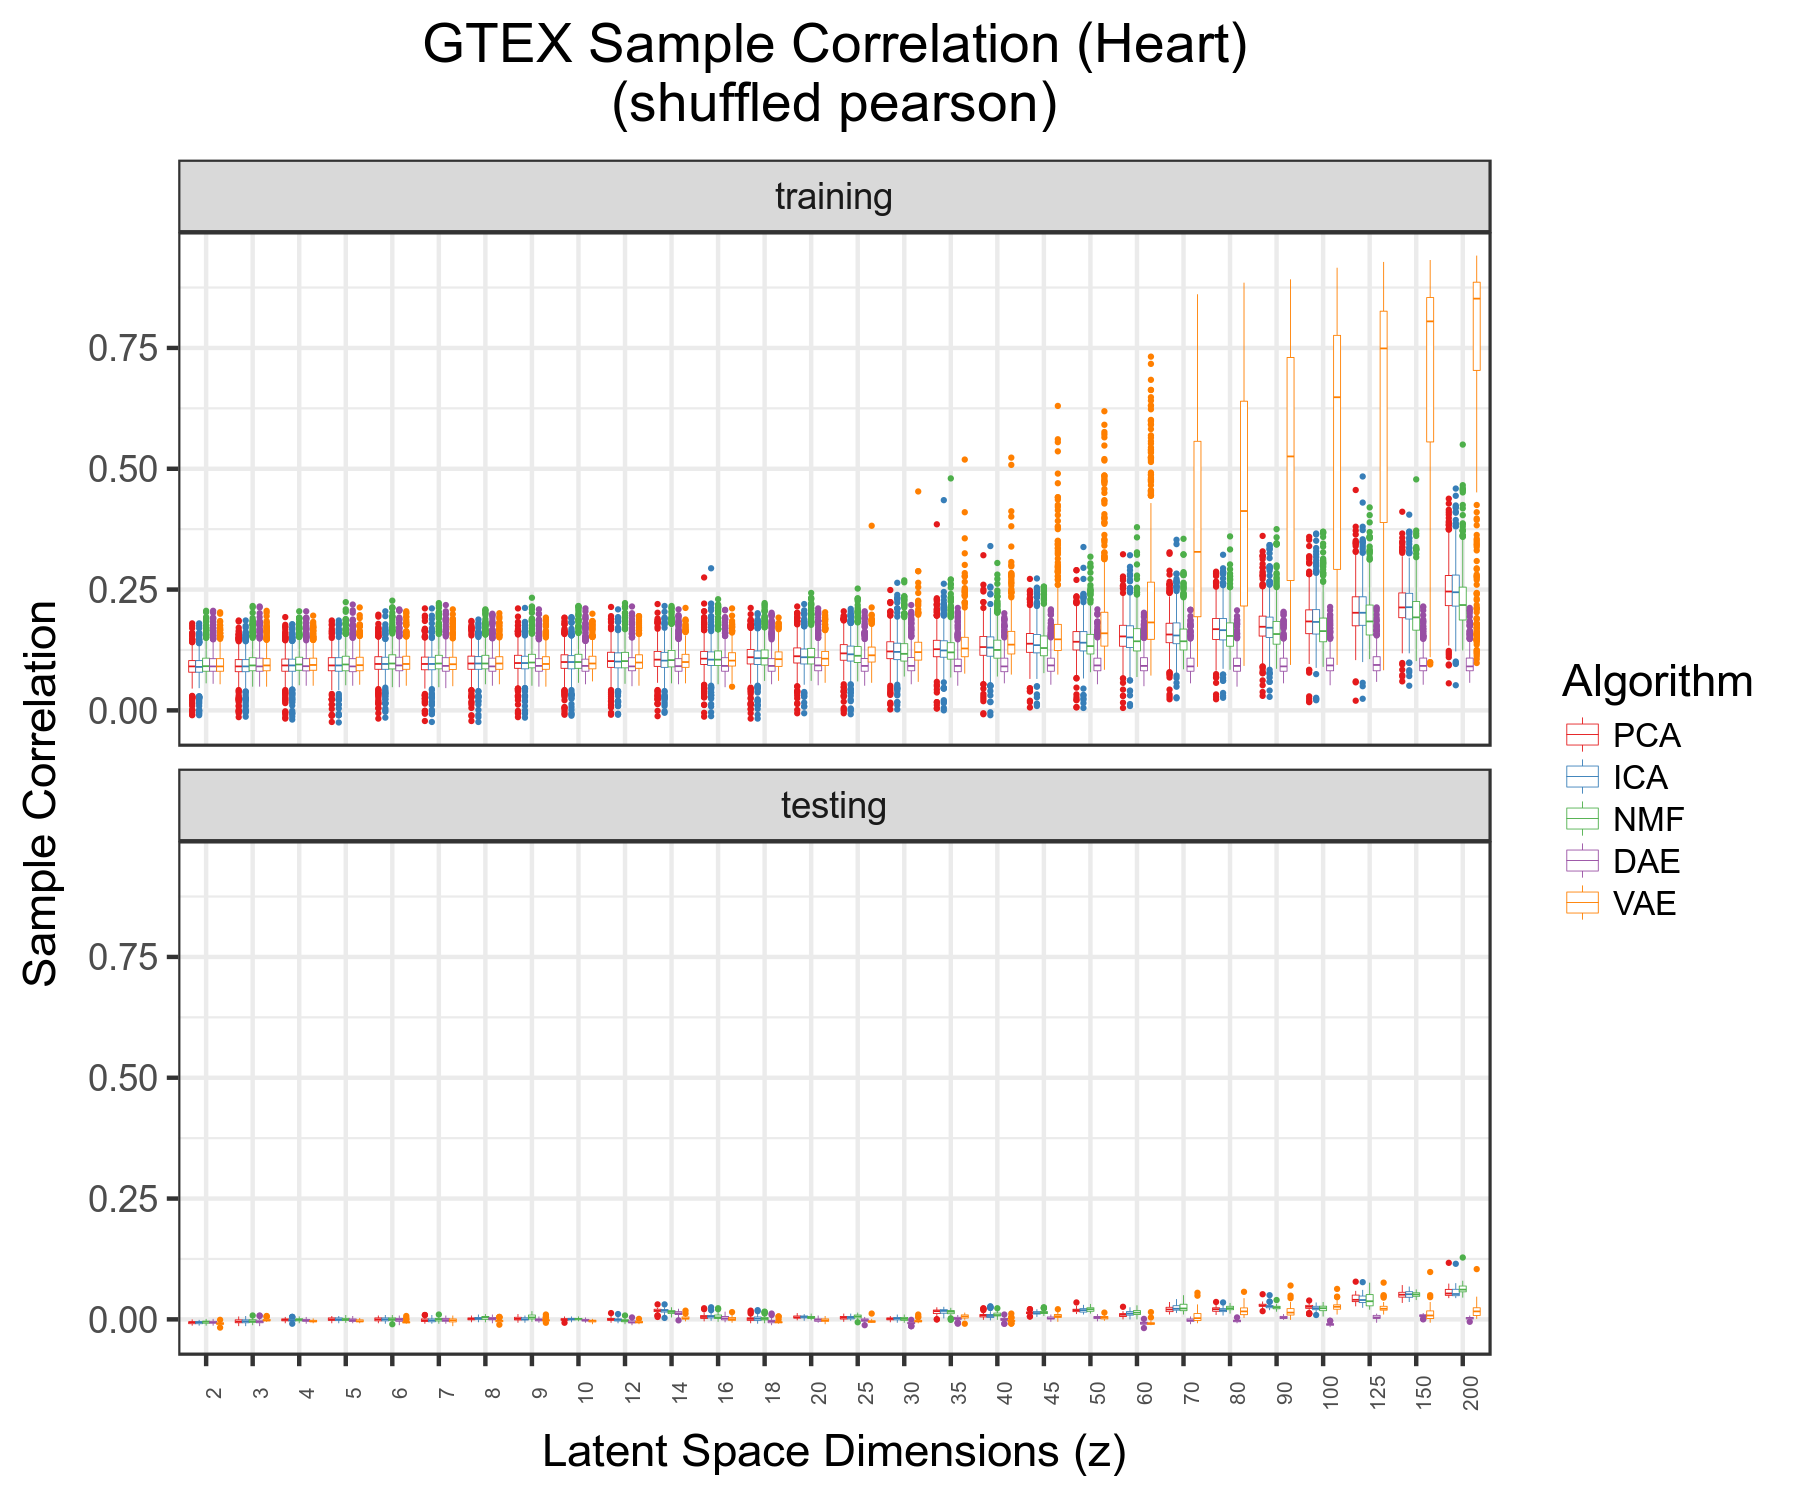 GTEX Sample Correlation (Heart)
(shuffled pearson)
training
0.75
0.50
0.25
0.00
testing
0.75
0.50
0.25
0.00
Sample Correlation
2 3 4 5 6 7 8 9 10 12 14 16 18 20 25 30 35 40 45 50 60 70 80 90 100 125 150 200
Latent Space Dimensions (z)
Algorithm
PCA
ICA
NMF
DAE
VAE